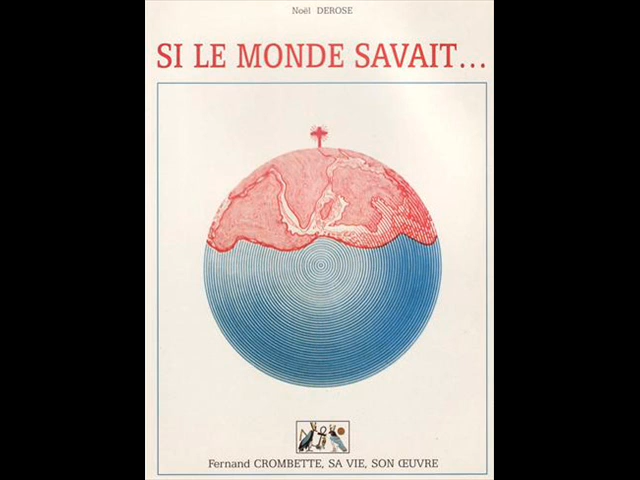 Noël DEROSE
SI LE MONDE SAVAIT...
Fernand CROMBETTE, SA VIE, SON ŒUVRE